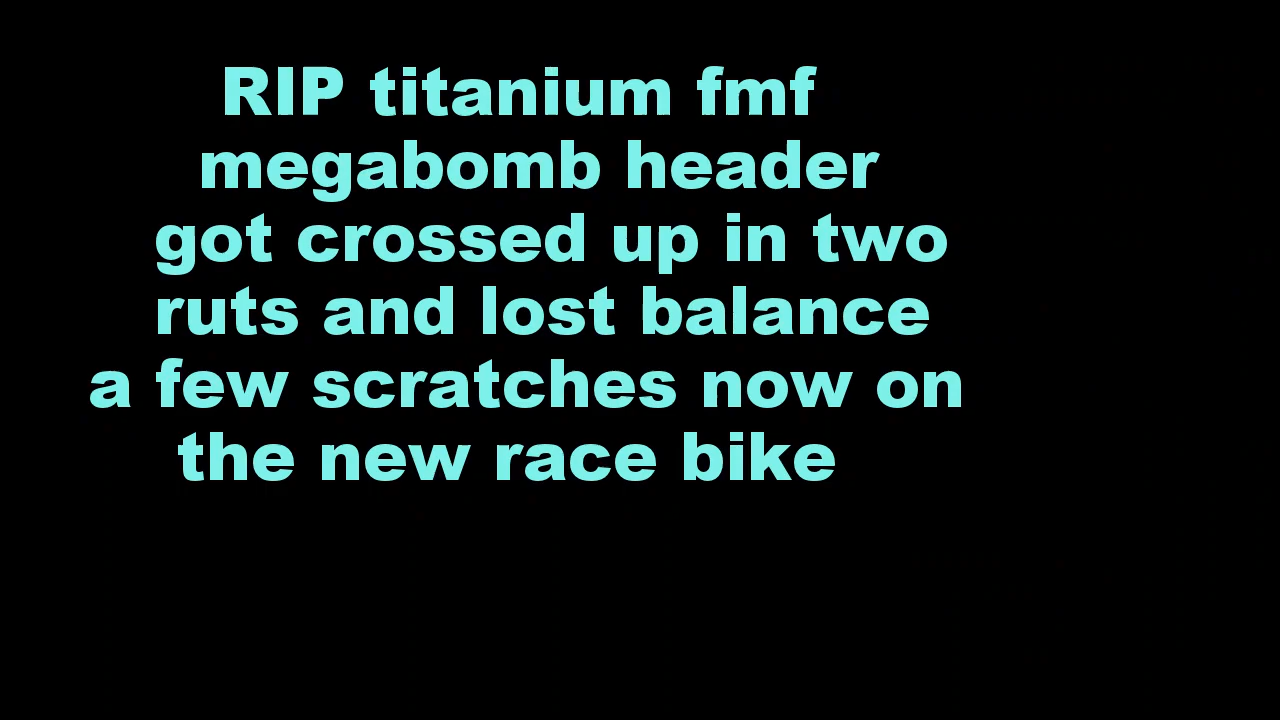 RIP titanium fmf
megabomb header
got crossed up in two
ruts and lost balance
a few scratches now on
the new race bike